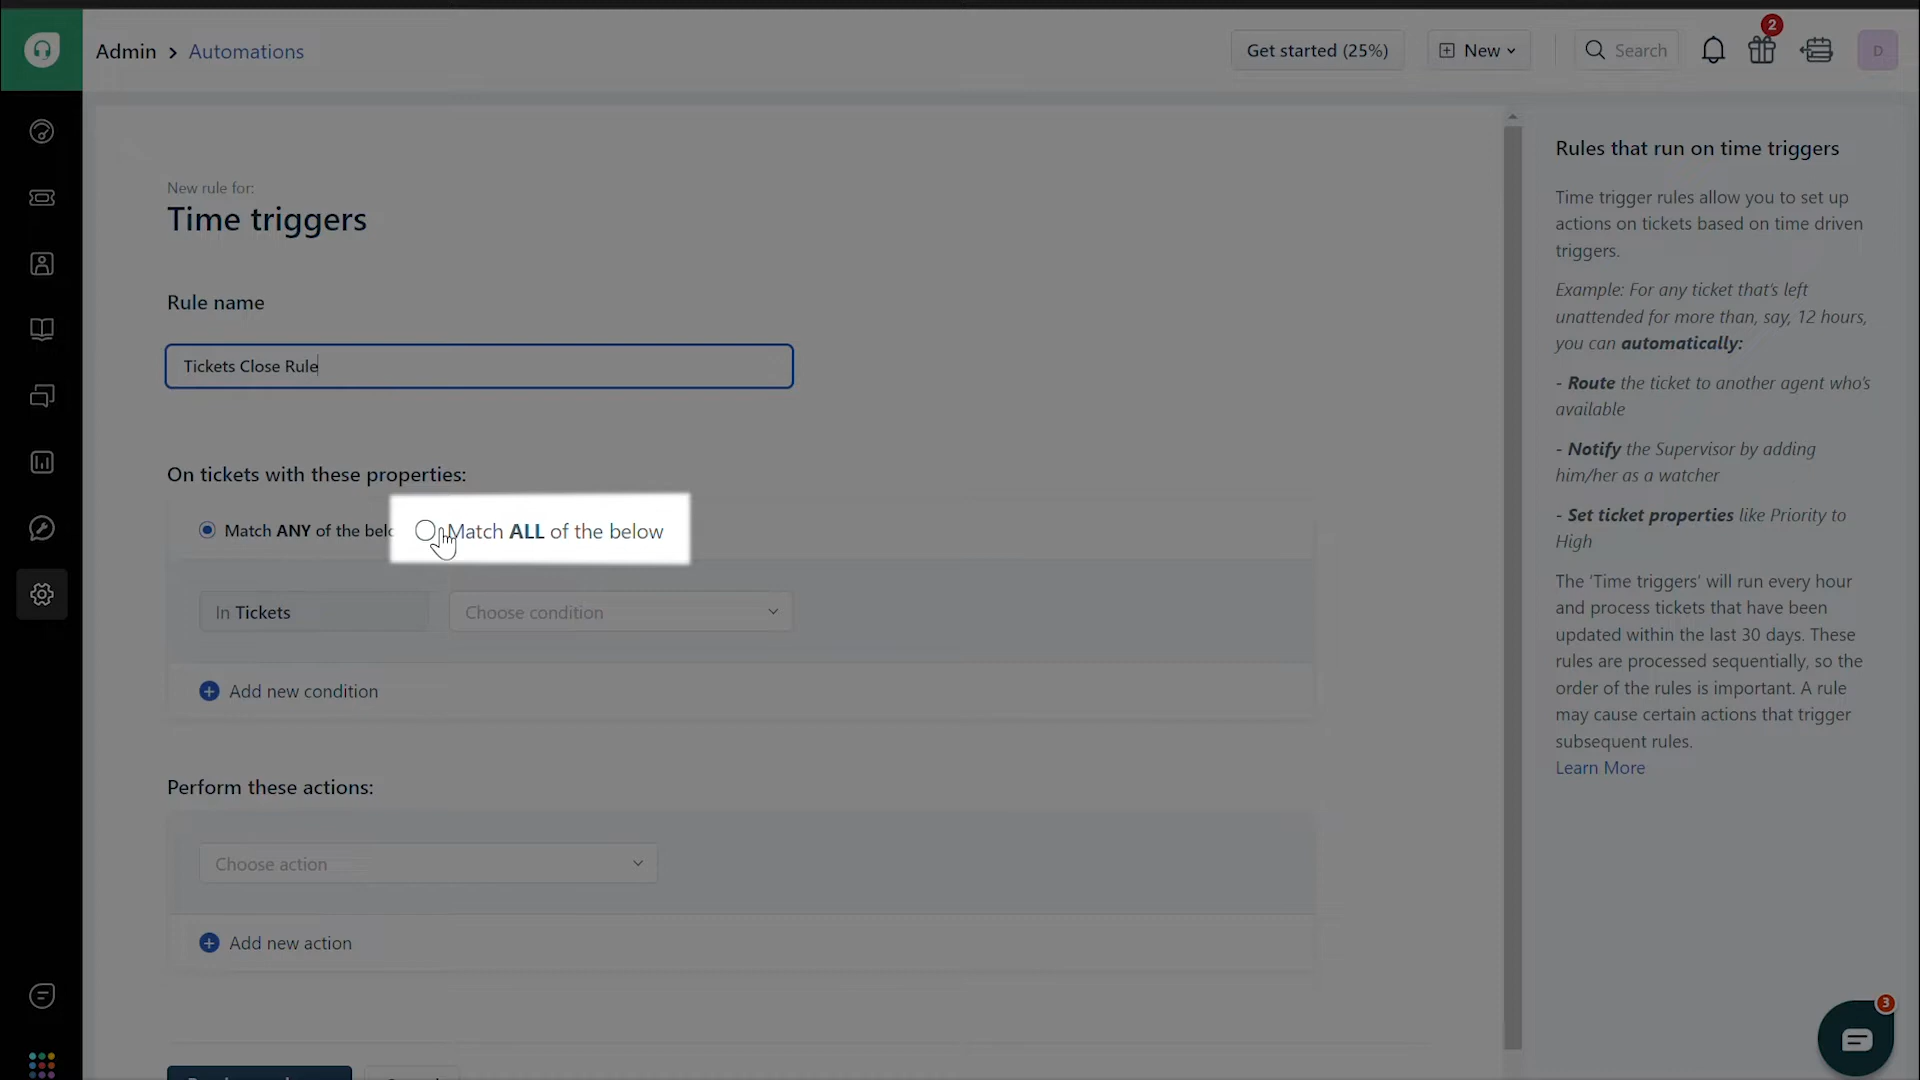 Admin > Automations
Get started (25%)
New
Search
2
D
New rule for:
Time triggers
Rule name
Tickets Close Rule
On tickets with these properties:
Match ANY of the
Match ALL of the below
In Tickets
Choose condition
Add new condition
Perform these actions:
Choose action
Add new action
Rules that run on time triggers
Time trigger rules allow you to set up
actions on tickets based on time driven
triggers.
Example: For any ticket that's left
unattended for more than, say, 12 hours,
you can automatically:
- Route the ticket to another agent who's
available
- Notify the Supervisor by adding
him/her as a watcher
- Set ticket properties like Priority to
High
The 'Time triggers' will run every hour
and process tickets that have been
updated within the last 30 days. These
rules are processed sequentially, so the
order of the rules is important. A rule
may cause certain actions that trigger
subsequent rules.
Learn More
3